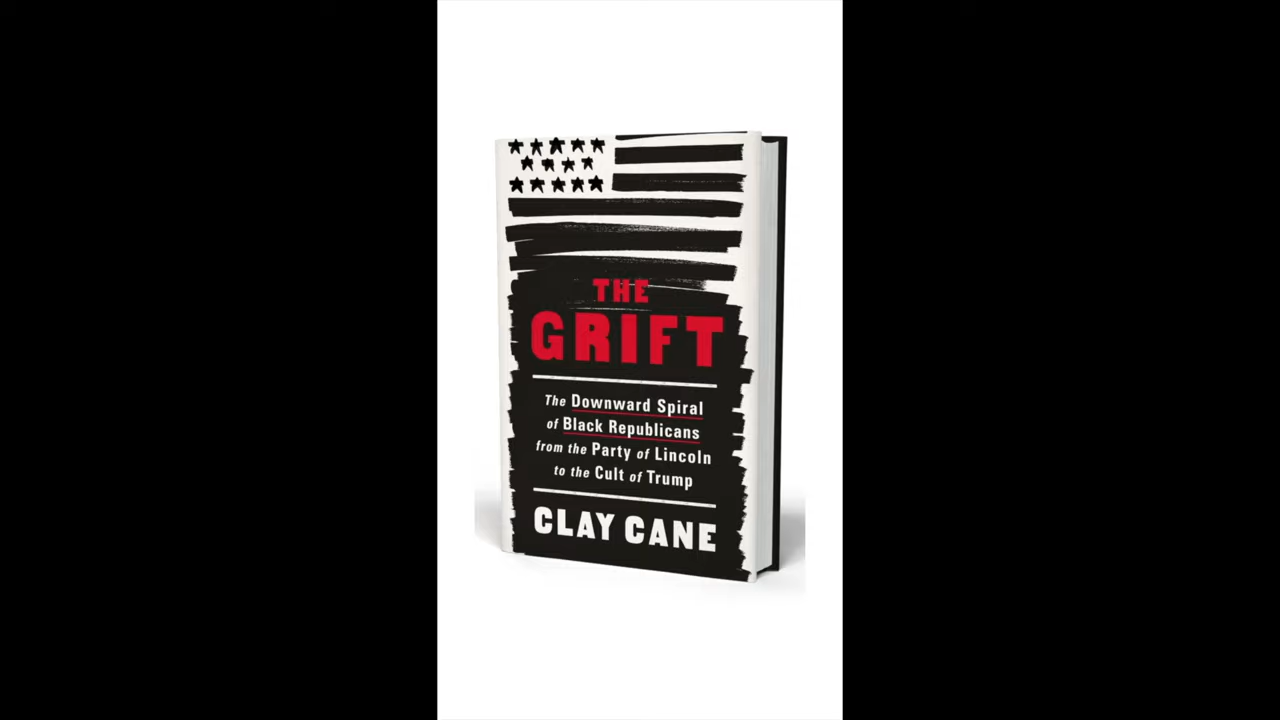 THE
GRIFT
The Downward Spiral
of Black Republicans
from the Party of Lincoln
to the Cult of Trump
CLAY CANE